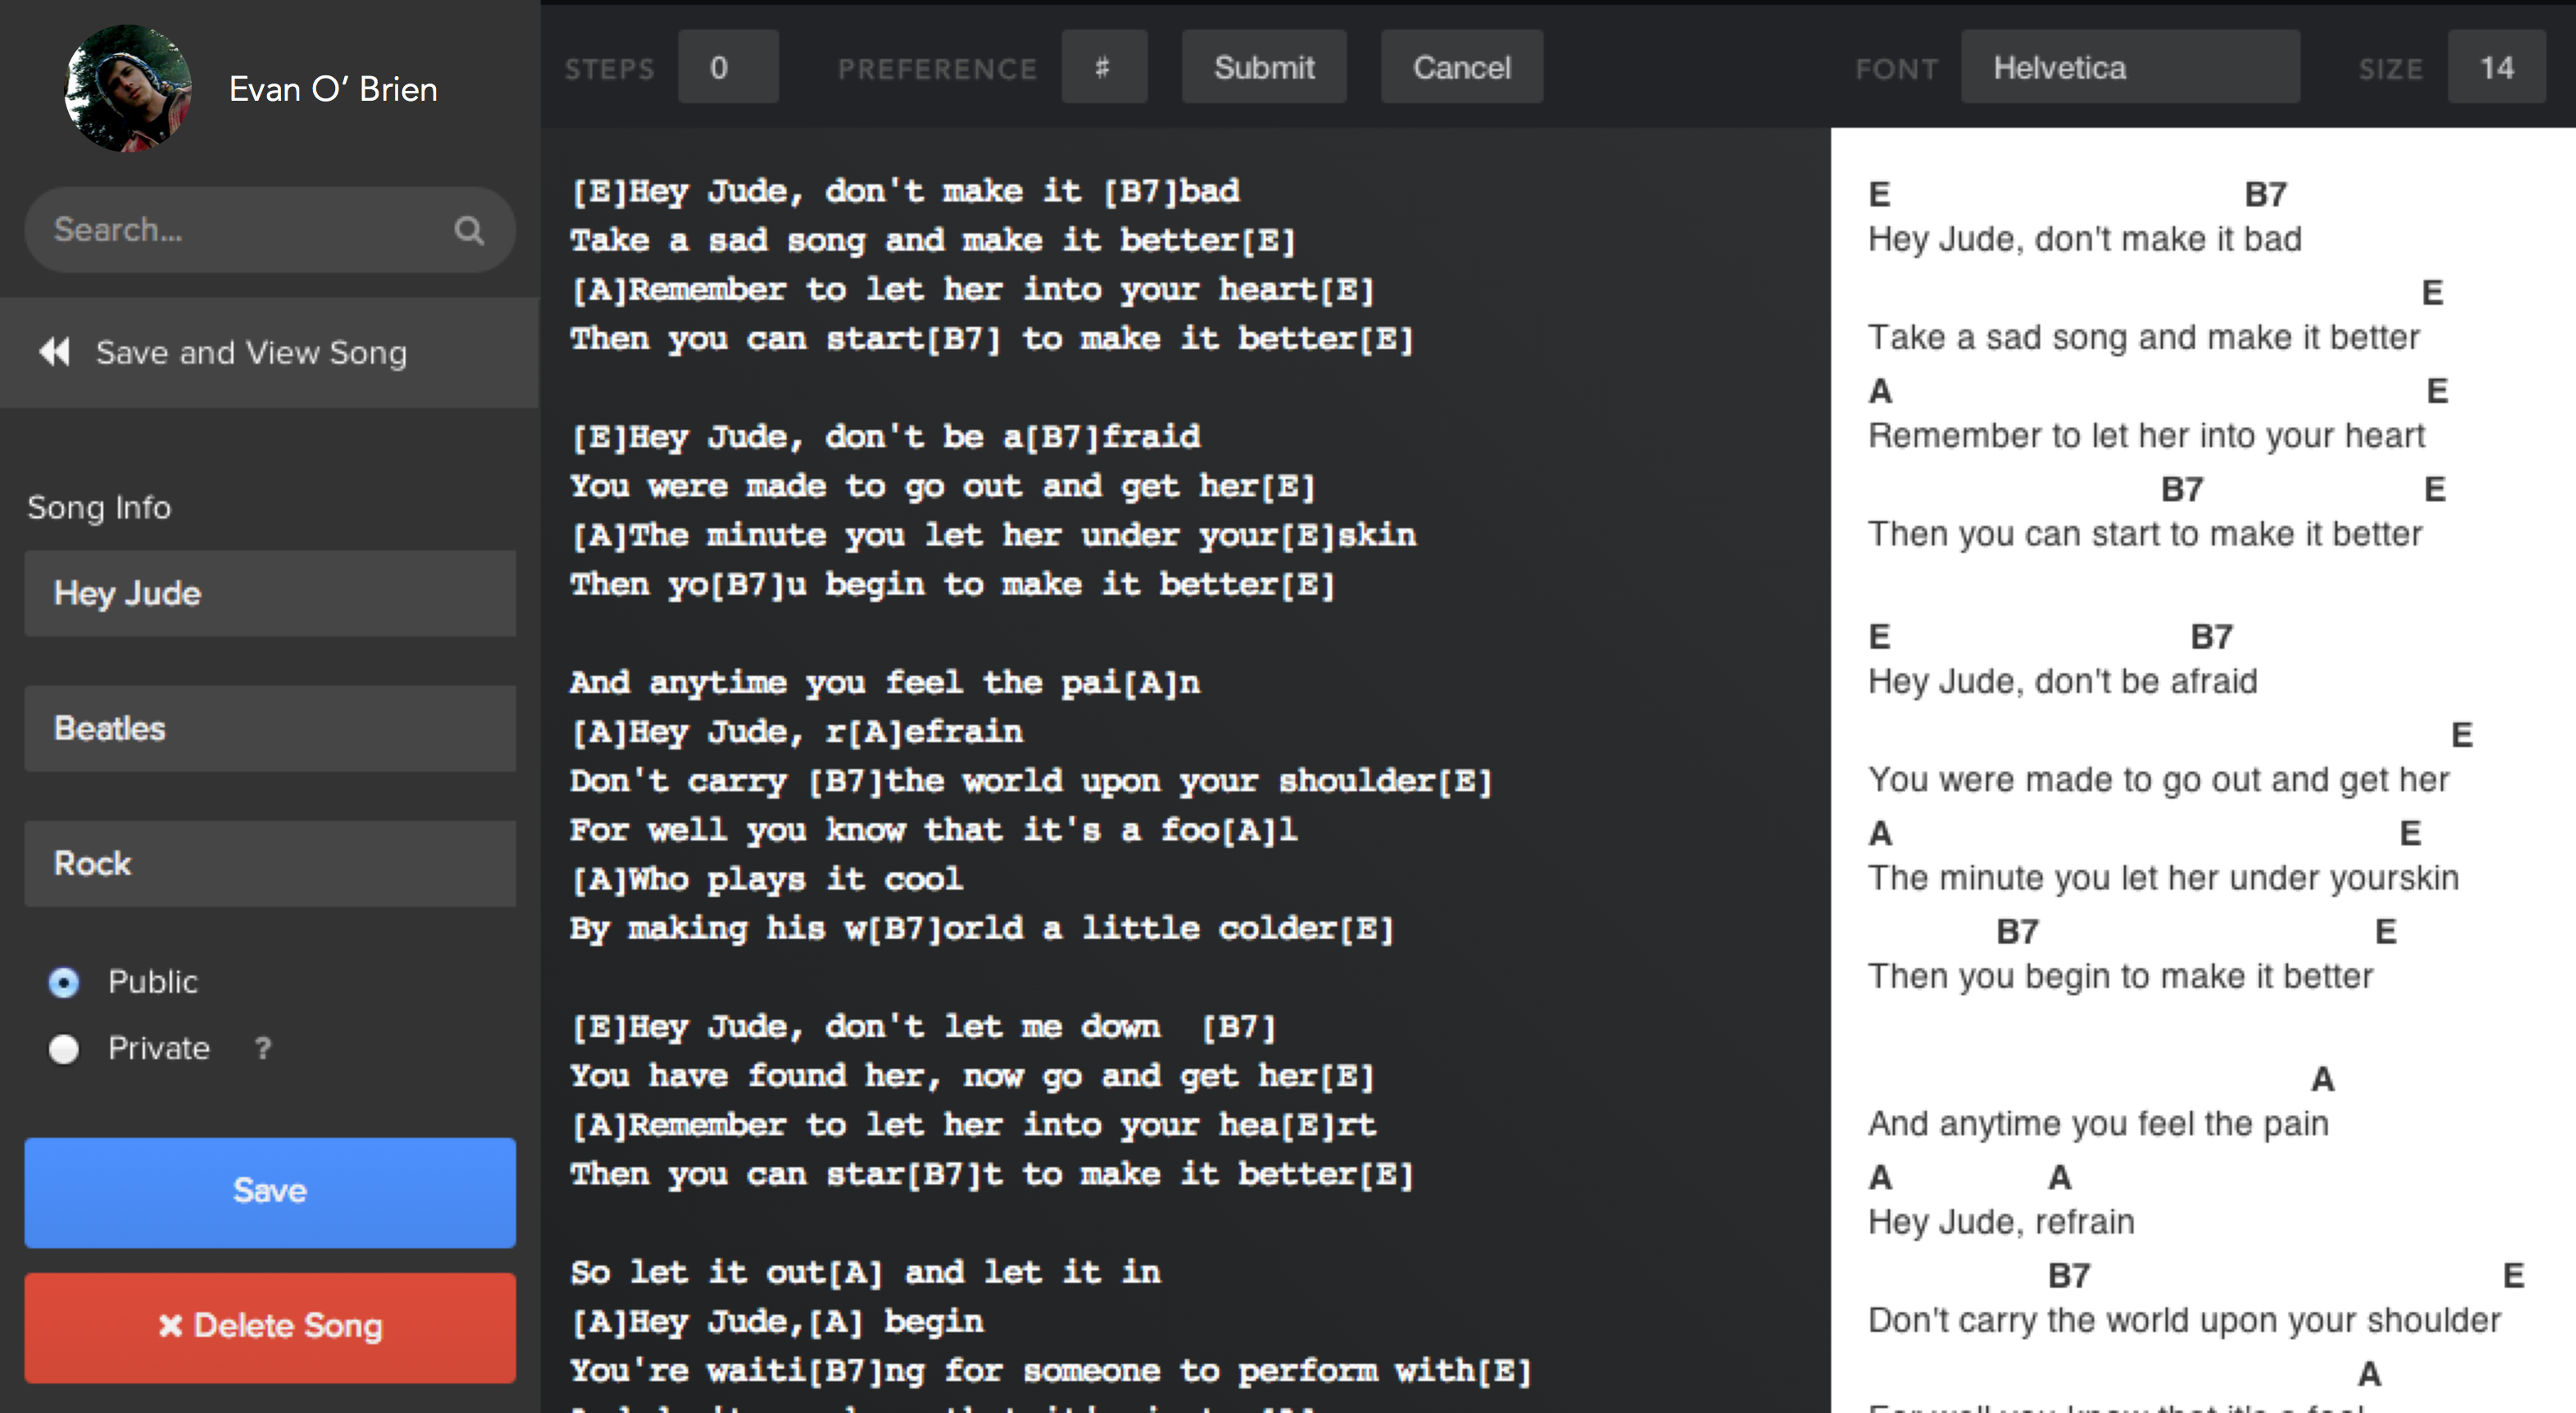 Evan O’ Brien
Search...
Save and View Song
Song Info
Hey Jude
Beatles
Rock
Public
Private ?
Save
✖ Delete Song
STEPS 0 PREFERENCE ♯ Submit Cancel
FONT Helvetica SIZE 14
[E]Hey Jude, don't make it [B7]bad
Take a sad song and make it better[E]
[A]Remember to let her into your heart[E]
Then you can start[B7] to make it better[E]
[E]Hey Jude, don't be a[B7]fraid
You were made to go out and get her[E]
[A]The minute you let her under your[E]skin
Then yo[B7]u begin to make it better[E]
And anytime you feel the pai[A]n
[A]Hey Jude, r[A]efrain
Don't carry [B7]the world upon your shoulder[E]
For well you know that it's a foo[A]l
[A]Who plays it cool
By making his w[B7]orld a little colder[E]
[E]Hey Jude, don't let me down  [B7]
You have found her, now go and get her[E]
[A]Remember to let her into your hea[E]rt
Then you can star[B7]t to make it better[E]
So let it out[A] and let it in
[A]Hey Jude,[A] begin
You're waiti[B7]ng for someone to perform with[E]
E B7
Hey Jude, don't make it bad
E
Take a sad song and make it better
A E
Remember to let her into your heart
B7 E
Then you can start to make it better
E B7
Hey Jude, don't be afraid
E
You were made to go out and get her
A E
The minute you let her under yourskin
B7 E
Then you begin to make it better
A
And anytime you feel the pain
A A
Hey Jude, refrain
B7 E
Don't carry the world upon your shoulder
A